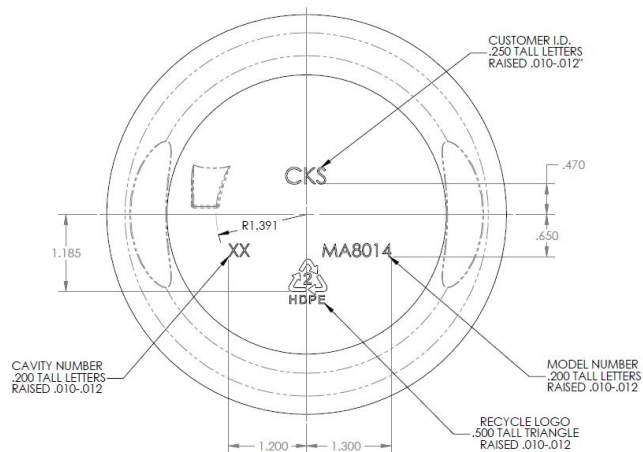 CUSTOMER I.D.
.250 TALL LETTERS
RAISED .010-.012"
CKS
.470
R1.391
1.185
.650
XX
MA8014
2
HDPE
CAVITY NUMBER
.200 TALL LETTERS
RAISED .010-.012
MODEL NUMBER
.200 TALL LETTERS
RAISED .010-.012
RECYCLE LOGO
.500 TALL TRIANGLE
RAISED .010-.012
1.200
1.300